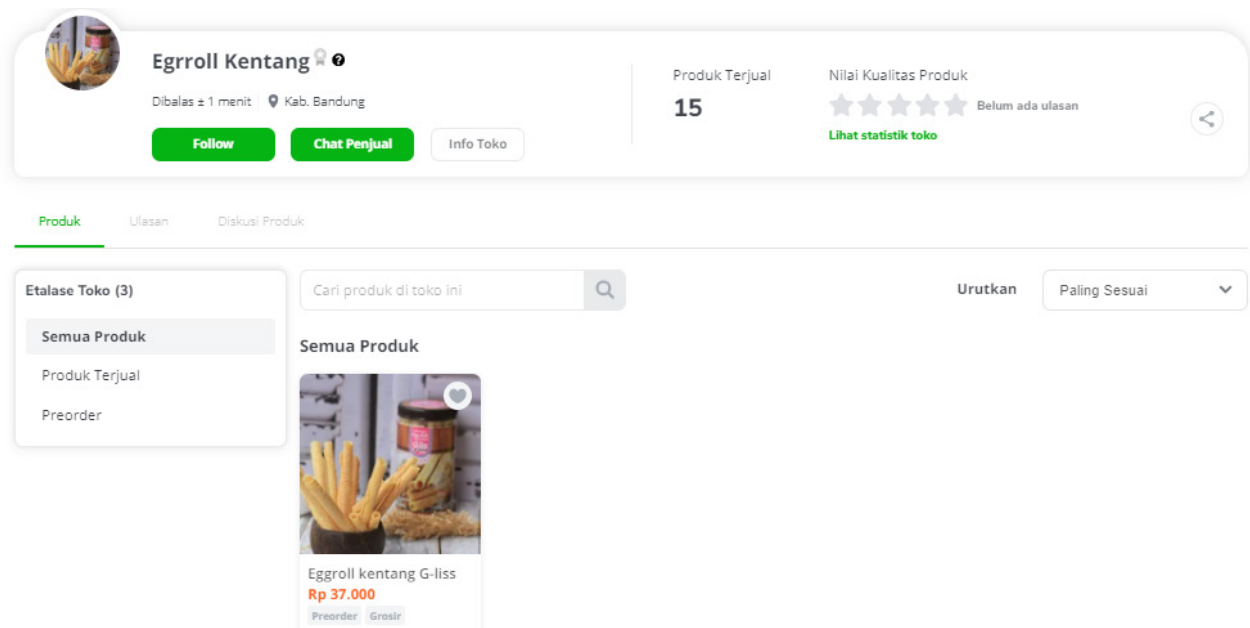 Egrroll Kentang
Dibalas ± 1 menit
Kab. Bandung
Follow
Chat Penjual
Info Toko
Produk Terjual
15
Nilai Kualitas Produk
Belum ada ulasan
Lihat statistik toko
Produk
Ulasan
Diskusi Produk
Etalase Toko (3)
Semua Produk
Produk Terjual
Preorder
Cari produk di toko ini
Urutkan
Paling Sesuai
Semua Produk
Eggroll kentang G-liss
Rp 37.000
Preorder Grosir